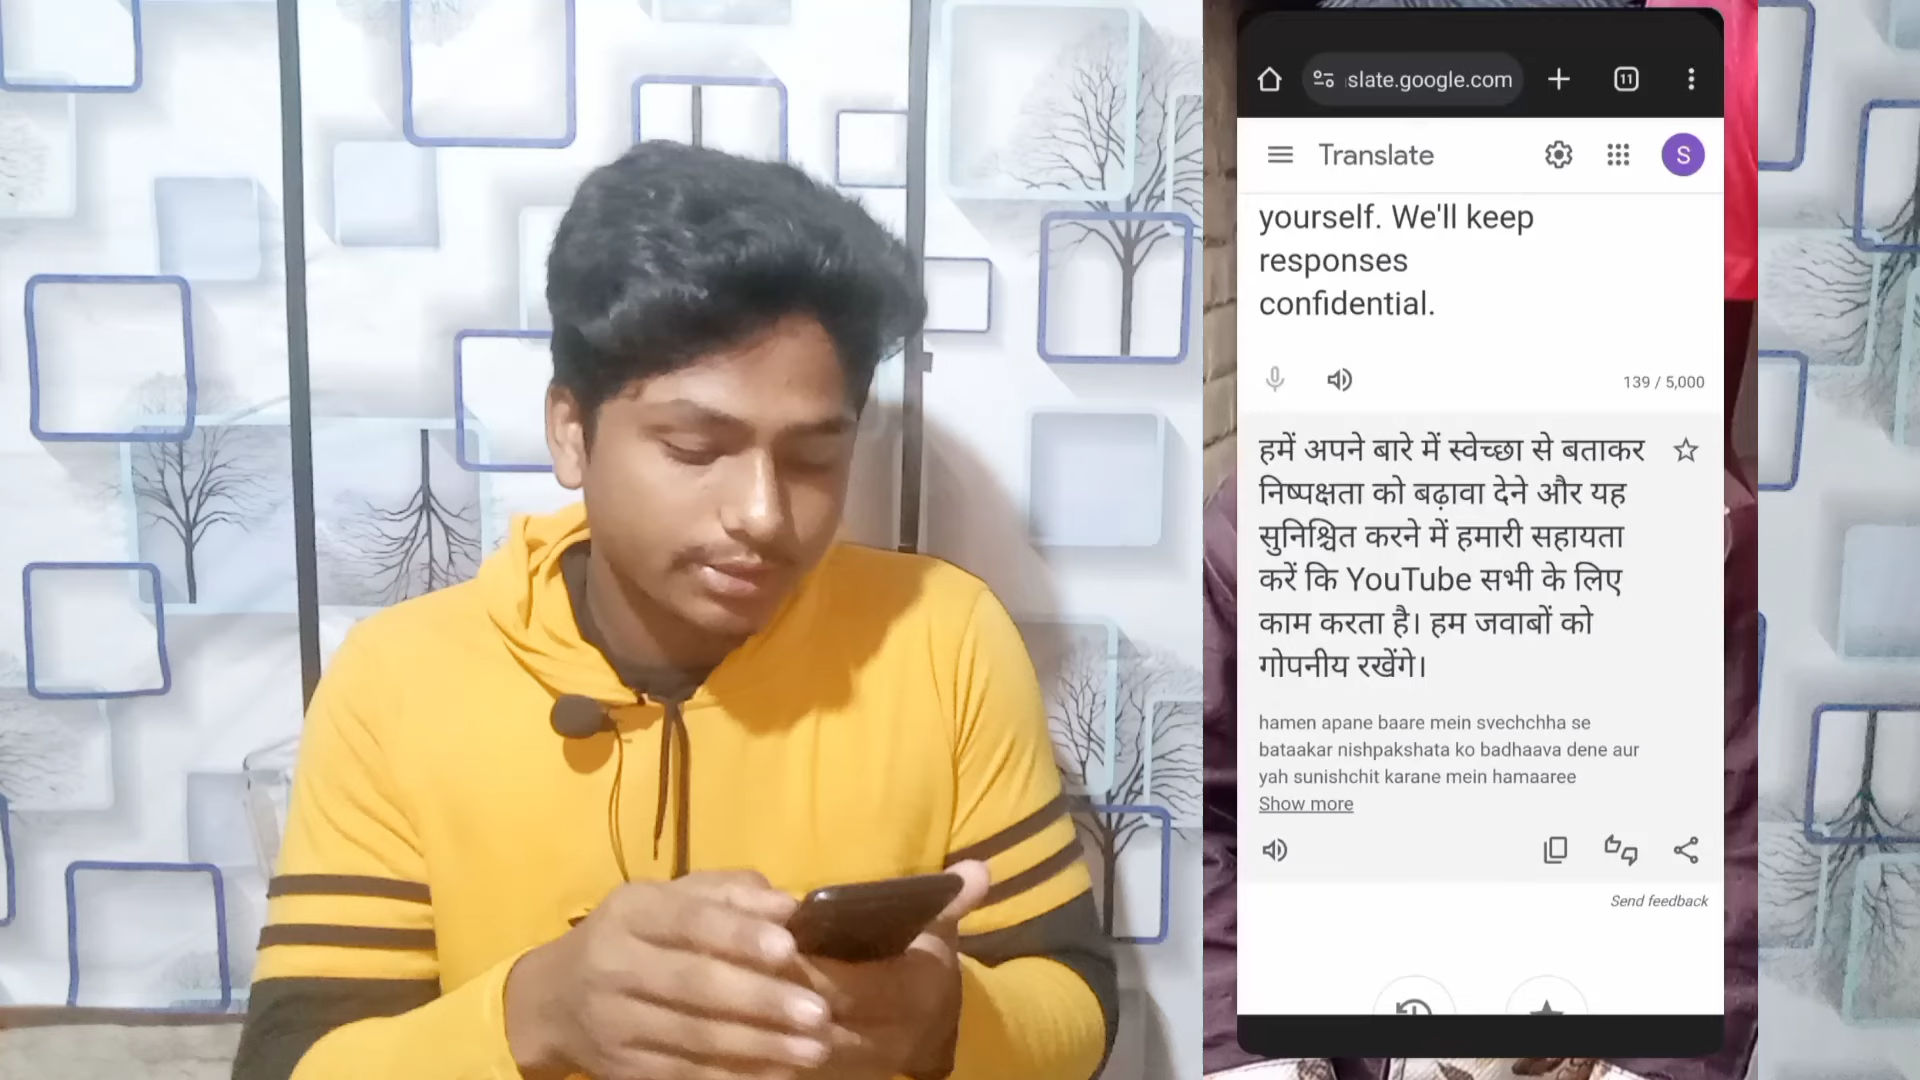 slate.google.com
11
Translate
S
yourself. We'll keep
responses
confidential.
139 / 5,000
हमें अपने बारे में स्वेच्छा से बताकर
निष्पक्षता को बढ़ावा देने और यह
सुनिश्चित करने में हमारी सहायता
करें कि YouTube सभी के लिए
काम करता है। हम जवाबों को
गोपनीय रखेंगे।
hamen apane baare mein svechchha se
bataakar nishpakshata ko badhaava dene aur
yah sunishchit karane mein hamaaree
Show more
Send feedback